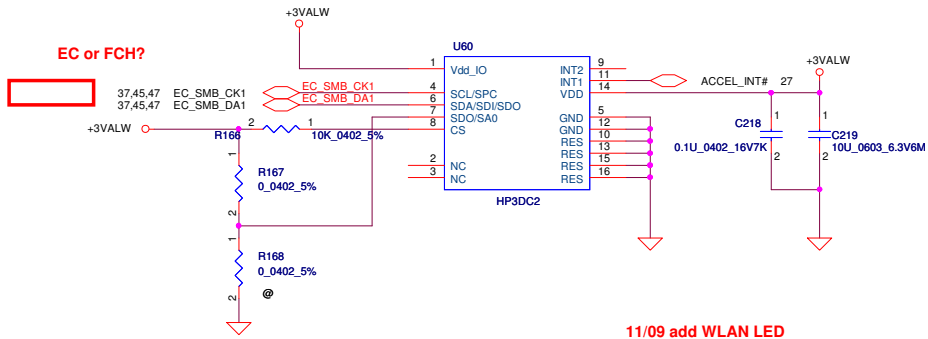 +3VALW
EC or FCH?
U60
+3VALW
1 Vdd_IO INT2 9
INT1 11 ACCEL_INT# 27
37,45,47 EC_SMB_CK1 EC_SMB_CK1 4 SCL/SPC VDD 14
37,45,47 EC_SMB_DA1 EC_SMB_DA1 6 SDA/SDI/SDO
7 SDO/SA0 GND 5
+3VALW 2 1 8 CS GND 12
R166 10K_0402_5% RES 10
RES 13
2 NC RES 15
3 NC RES 16
HP3DC2
1
R167
0_0402_5%
2
1
R168
0_0402_5%
2
@
C218
1
0.1U_0402_16V7K
2
1
C219
10U_0603_6.3V6M
2
11/09 add WLAN LED